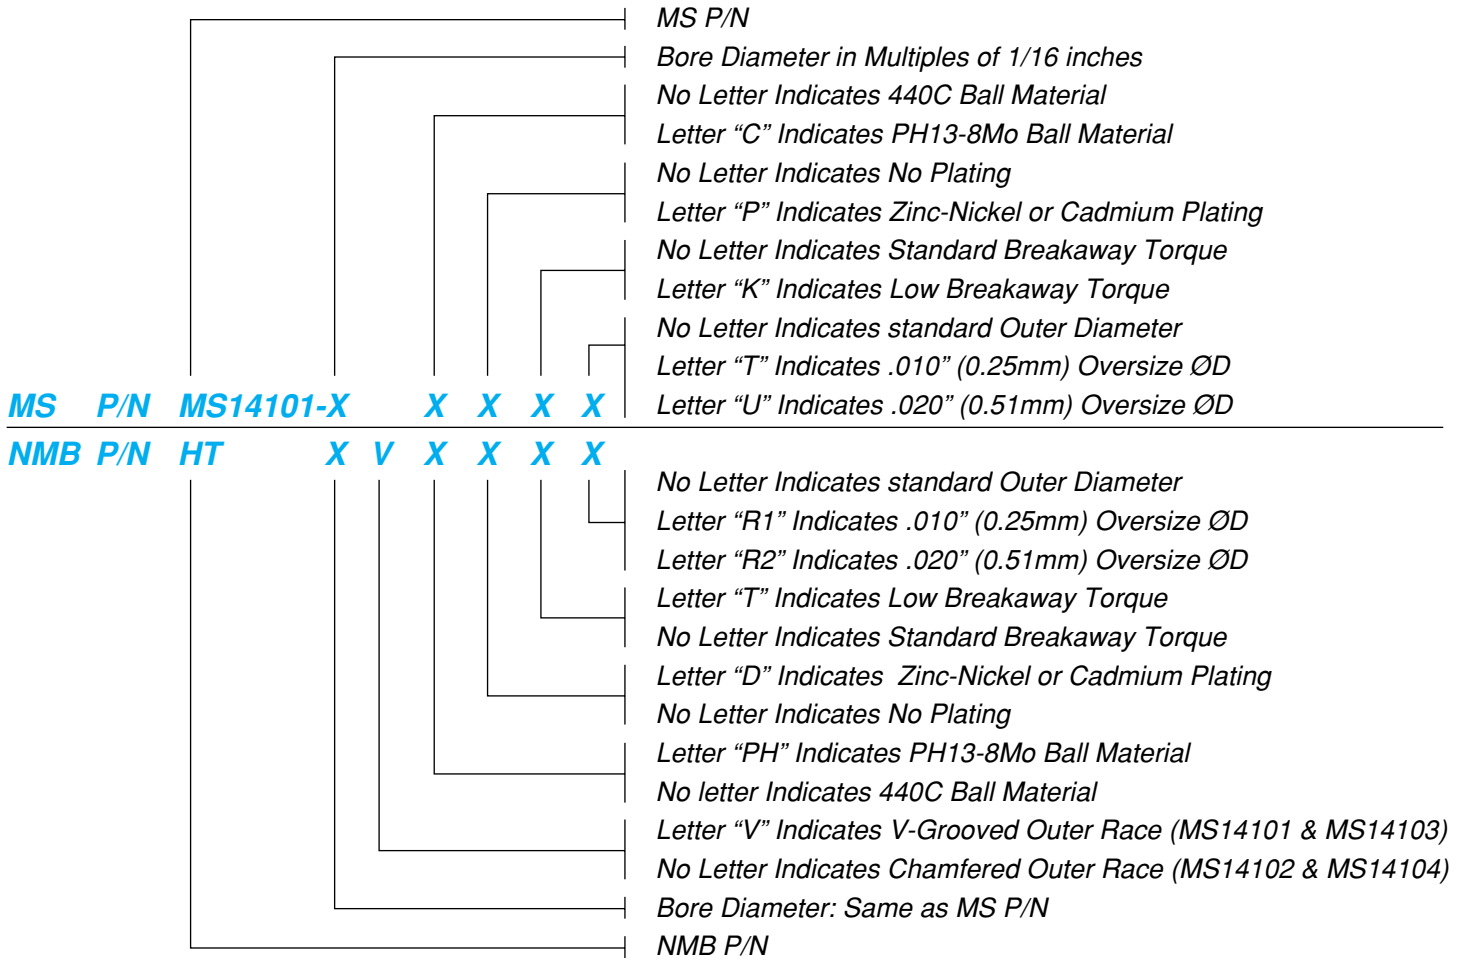 MS P/N
Bore Diameter in Multiples of 1/16 inches
No Letter Indicates 440C Ball Material
Letter “C” Indicates PH13-8Mo Ball Material
No Letter Indicates No Plating
Letter “P” Indicates Zinc-Nickel or Cadmium Plating
No Letter Indicates Standard Breakaway Torque
Letter “K” Indicates Low Breakaway Torque
No Letter Indicates standard Outer Diameter
Letter “T” Indicates .010” (0.25mm) Oversize ØD
Letter “U” Indicates .020” (0.51mm) Oversize ØD
MS P/N MS14101-X X X X X
NMB P/N HT X V X X X X
No Letter Indicates standard Outer Diameter
Letter “R1” Indicates .010” (0.25mm) Oversize ØD
Letter “R2” Indicates .020” (0.51mm) Oversize ØD
Letter “T” Indicates Low Breakaway Torque
No Letter Indicates Standard Breakaway Torque
Letter “D” Indicates Zinc-Nickel or Cadmium Plating
No Letter Indicates No Plating
Letter “PH” Indicates PH13-8Mo Ball Material
No letter Indicates 440C Ball Material
Letter “V” Indicates V-Grooved Outer Race (MS14101 & MS14103)
No Letter Indicates Chamfered Outer Race (MS14102 & MS14104)
Bore Diameter: Same as MS P/N
NMB P/N